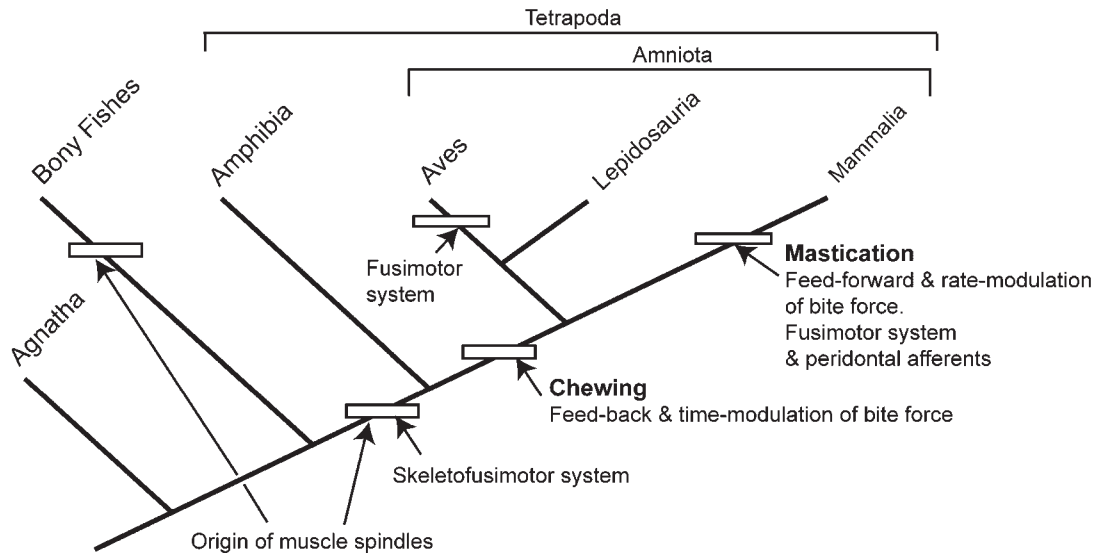 Tetrapoda
Amniota
Bony Fishes
Amphibia
Aves
Lepidosauria
Mammalia
Agnatha
Fusimotor
system
Mastication
Feed-forward & rate-modulation
of bite force.
Fusimotor system
& peridontal afferents
Chewing
Feed-back & time-modulation of bite force
Skeletofusimotor system
Origin of muscle spindles